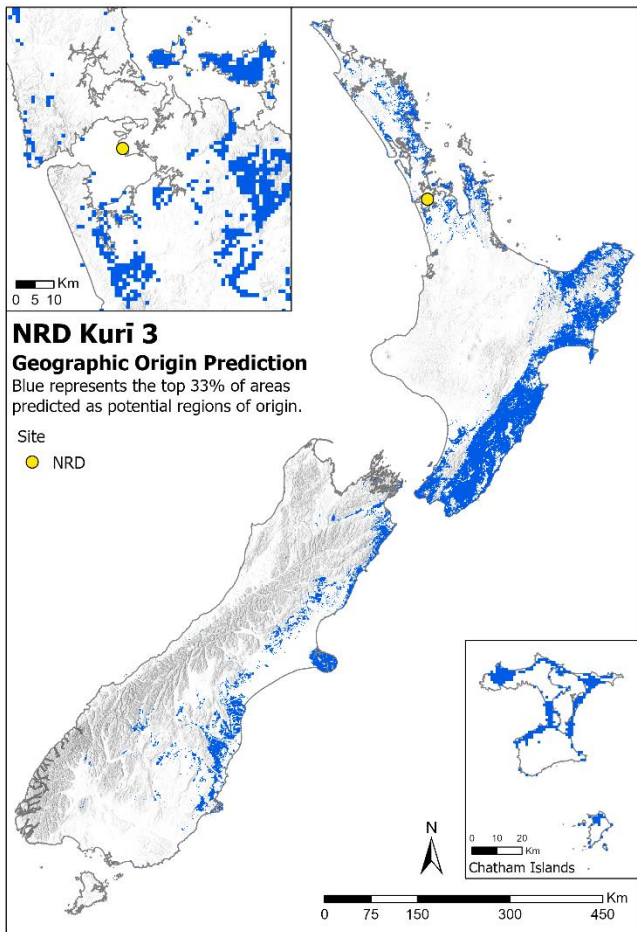 Km
0 5 10
NRD Kurī 3
Geographic Origin Prediction
Blue represents the top 33% of areas
predicted as potential regions of origin.
Site
NRD
N
0 10 20
Km
Chatham Islands
Km
0 75 150 300 450